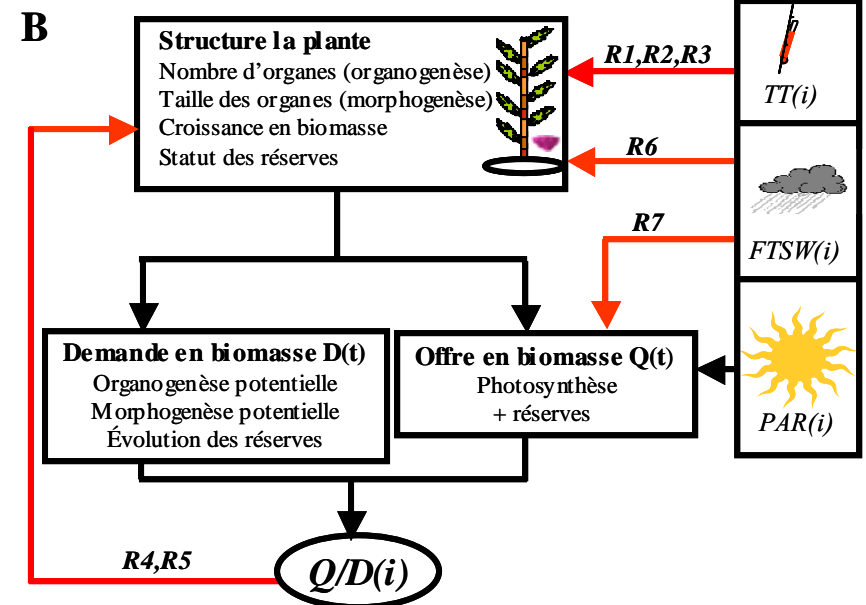 B
Structure la plante
Nombre d'organes (organogenèse)
Taille des organes (morphogenèse)
Croissance en biomasse
Statut des réserves
R1,R2,R3
TT(i)
R6
R7
FTSW(i)
Demande en biomasse D(t)
Organogenèse potentielle
Morphogenèse potentielle
Évolution des réserves
Offre en biomasse Q(t)
Photosynthèse
+ réserves
PAR(i)
R4,R5
Q/D(i)